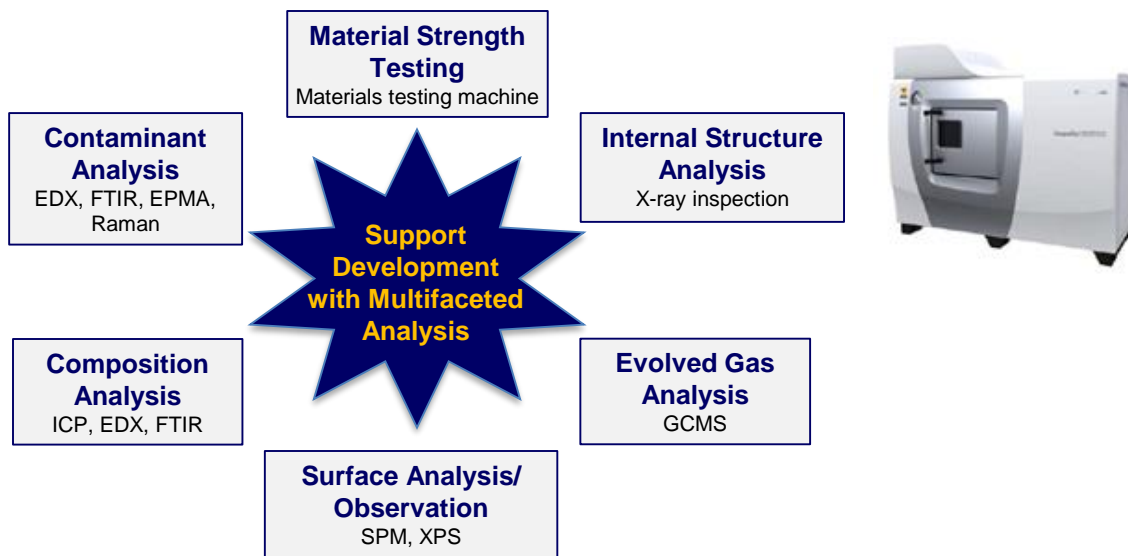 Material Strength
Testing
Materials testing machine
Contaminant
Analysis
EDX, FTIR, EPMA,
Raman
Internal Structure
Analysis
X-ray inspection
Support
Development
with Multifaceted
Analysis
Composition
Analysis
ICP, EDX, FTIR
Evolved Gas
Analysis
GCMS
Surface Analysis/
Observation
SPM, XPS